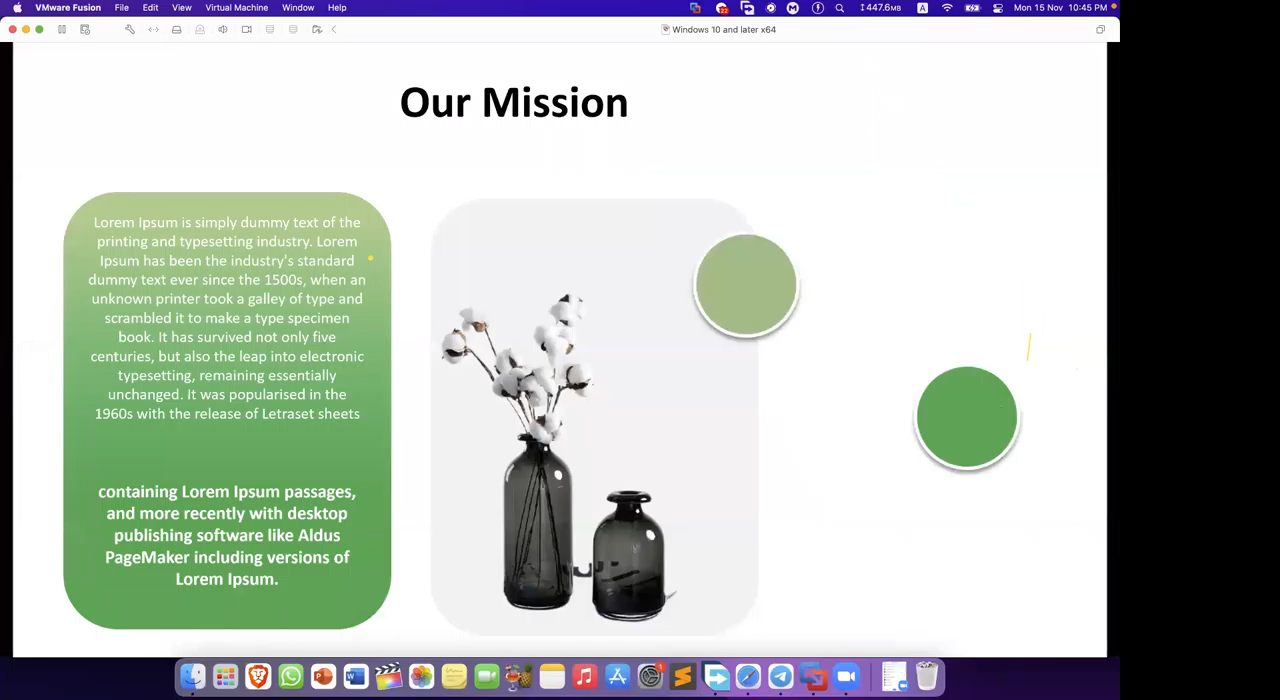 VMware Fusion File Edit View Virtual Machine Window Help
447.6MB A Mon 15 Nov 10:45 PM
Windows 10 and later x64
Our Mission
Lorem Ipsum is simply dummy text of the
printing and typesetting industry. Lorem
Ipsum has been the industry's standard
dummy text ever since the 1500s, when an
unknown printer took a galley of type and
scrambled it to make a type specimen
book. It has survived not only five
centuries, but also the leap into electronic
typesetting, remaining essentially
unchanged. It was popularised in the
1960s with the release of Letraset sheets
containing Lorem Ipsum passages,
and more recently with desktop
publishing software like Aldus
PageMaker including versions of
Lorem Ipsum.